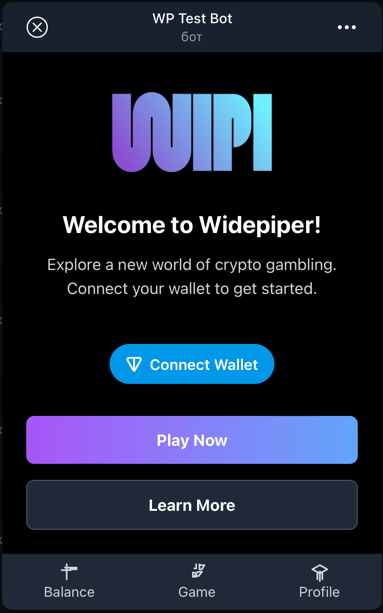 WP Test Bot
бот
WIPI
Welcome to Widepiper!
Explore a new world of crypto gambling.
Connect your wallet to get started.
Connect Wallet
Play Now
Learn More
Balance
Game
Profile